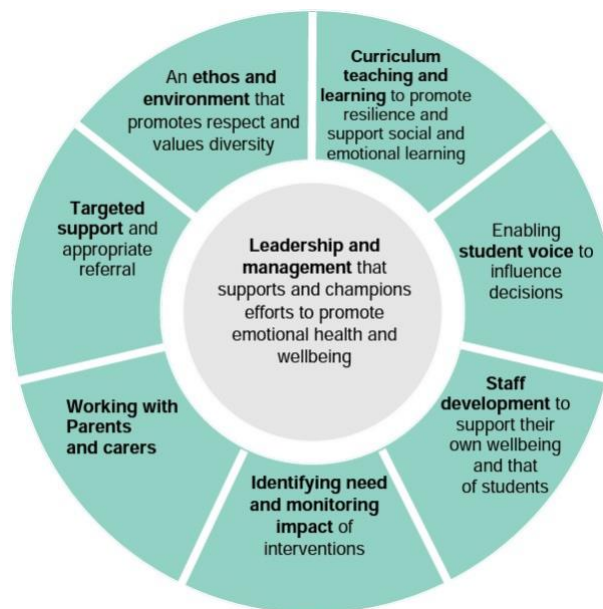 An ethos and
environment that
promotes respect and
values diversity
Curriculum
teaching and
learning to promote
resilience and
support social and
emotional learning
Enabling
student voice to
influence
decisions
Staff
development to
support their
own wellbeing
and that
of students
Identifying need
and monitoring
impact of
interventions
Working with
Parents
and carers
Targeted
support and
appropriate
referral
Leadership and
management that
supports and champions
efforts to promote
emotional health and
wellbeing